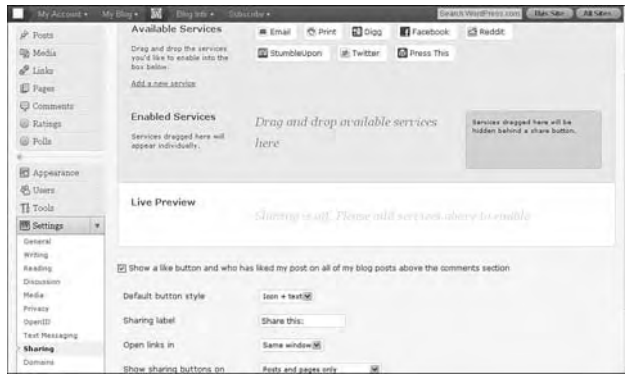 My Account My Blog Blog Info Subscribe
Search WordPress.com This Site All Sites
Posts
Media
Links
Pages
Comments
Ratings
Polls
Appearance
Users
Tools
Settings
General
Writing
Reading
Discussion
Media
Privacy
OpenID
Text Messaging
Sharing
Domains
Available Services
Drag and drop the services
you'd like to enable into the
box below.
Add a new service
Email Print Digg Facebook Reddit
StumbleUpon Twitter Press This
Enabled Services
Services dragged here will
appear individually.
Drag and drop available services
here
Services dragged here will be
hidden behind a share button.
Live Preview
Sharing is off. Please add services above to enable
Show a like button and who has liked my post on all of my blog posts above the comments section
Default button style Icon + text
Sharing label Share this:
Open links in Same window
Show sharing buttons on Posts and pages only